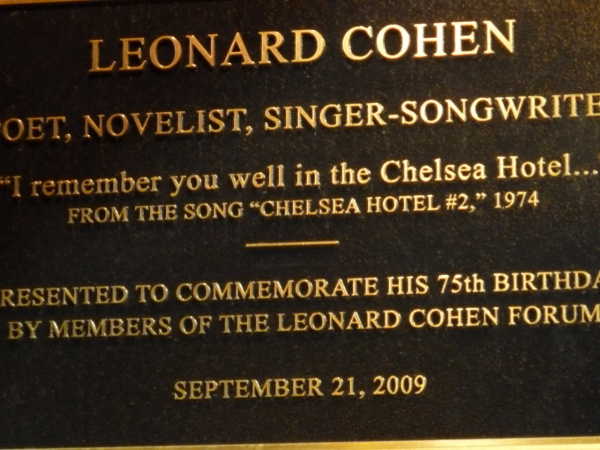 LEONARD COHEN
POET, NOVELIST, SINGER-SONGWRITE
“I remember you well in the Chelsea Hotel...”
FROM THE SONG “CHELSEA HOTEL #2,” 1974
RESENTED TO COMMEMORATE HIS 75th BIRTHDA
BY MEMBERS OF THE LEONARD COHEN FORUM
SEPTEMBER 21, 2009